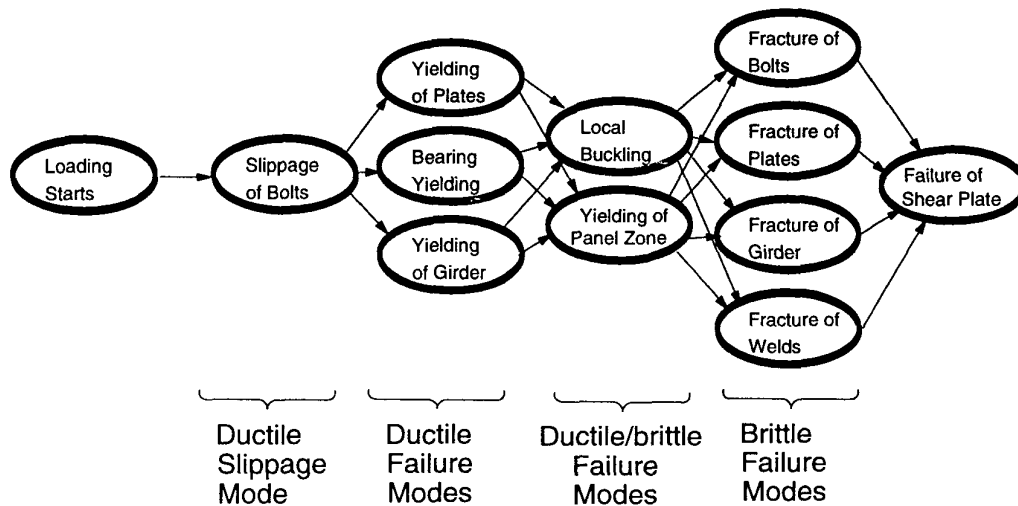 Loading
Starts
Slippage
of Bolts
Yielding
of Plates
Bearing
Yielding
Yielding
of Girder
Local
Buckling
Yielding of
Panel Zone
Fracture of
Bolts
Fracture of
Plates
Fracture of
Girder
Fracture of
Welds
Failure of
Shear Plate
Ductile
Slippage
Mode
Ductile
Failure
Modes
Ductile/brittle
Failure
Modes
Brittle
Failure
Modes